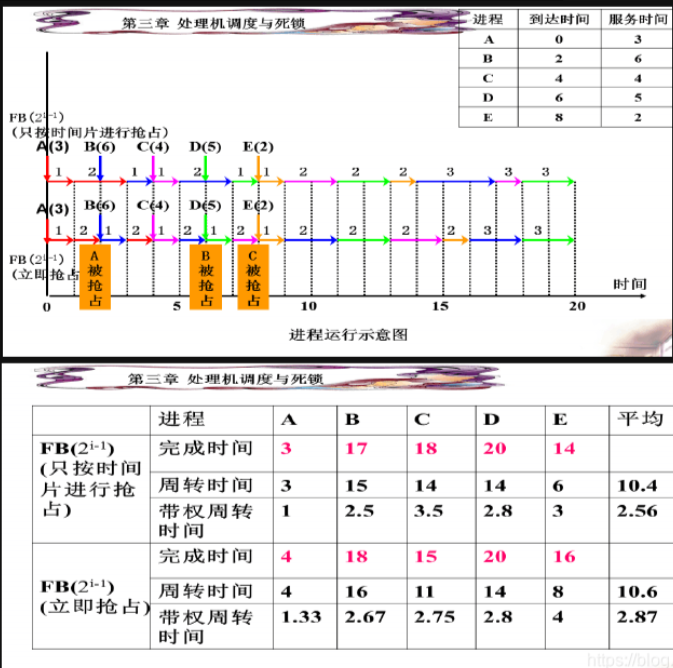 第三章 处理机调度与死锁
进程 到达时间 服务时间
A 0 3
B 2 6
C 4 4
D 6 5
E 8 2
FB(2i-1)
(只按时间片进行抢占)
A(3) B(6) C(4) D(5) E(2)
1 2 1 1 2 1 1 2 2 2 3 3 3
A(3) B(6) C(4) D(5) E(2)
1 2 1 2 1 2 1 2 1 2 2 2 2 3 3
FB(2i-1)
(立即抢占
A被抢占 B被抢占 C被抢占
时间
0 5 10 15 20
进程运行示意图
第三章 处理机调度与死锁
进程 A B C D E 平均
FB(2i-1)
(只按时间片进行抢占)
完成时间 3 17 18 20 14
周转时间 3 15 14 14 6 10.4
带权周转时间 1 2.5 3.5 2.8 3 2.56
FB(2i-1)
(立即抢占)
完成时间 4 18 15 20 16
周转时间 4 16 11 14 8 10.6
带权周转时间 1.33 2.67 2.75 2.8 4 2.87
https://blog.